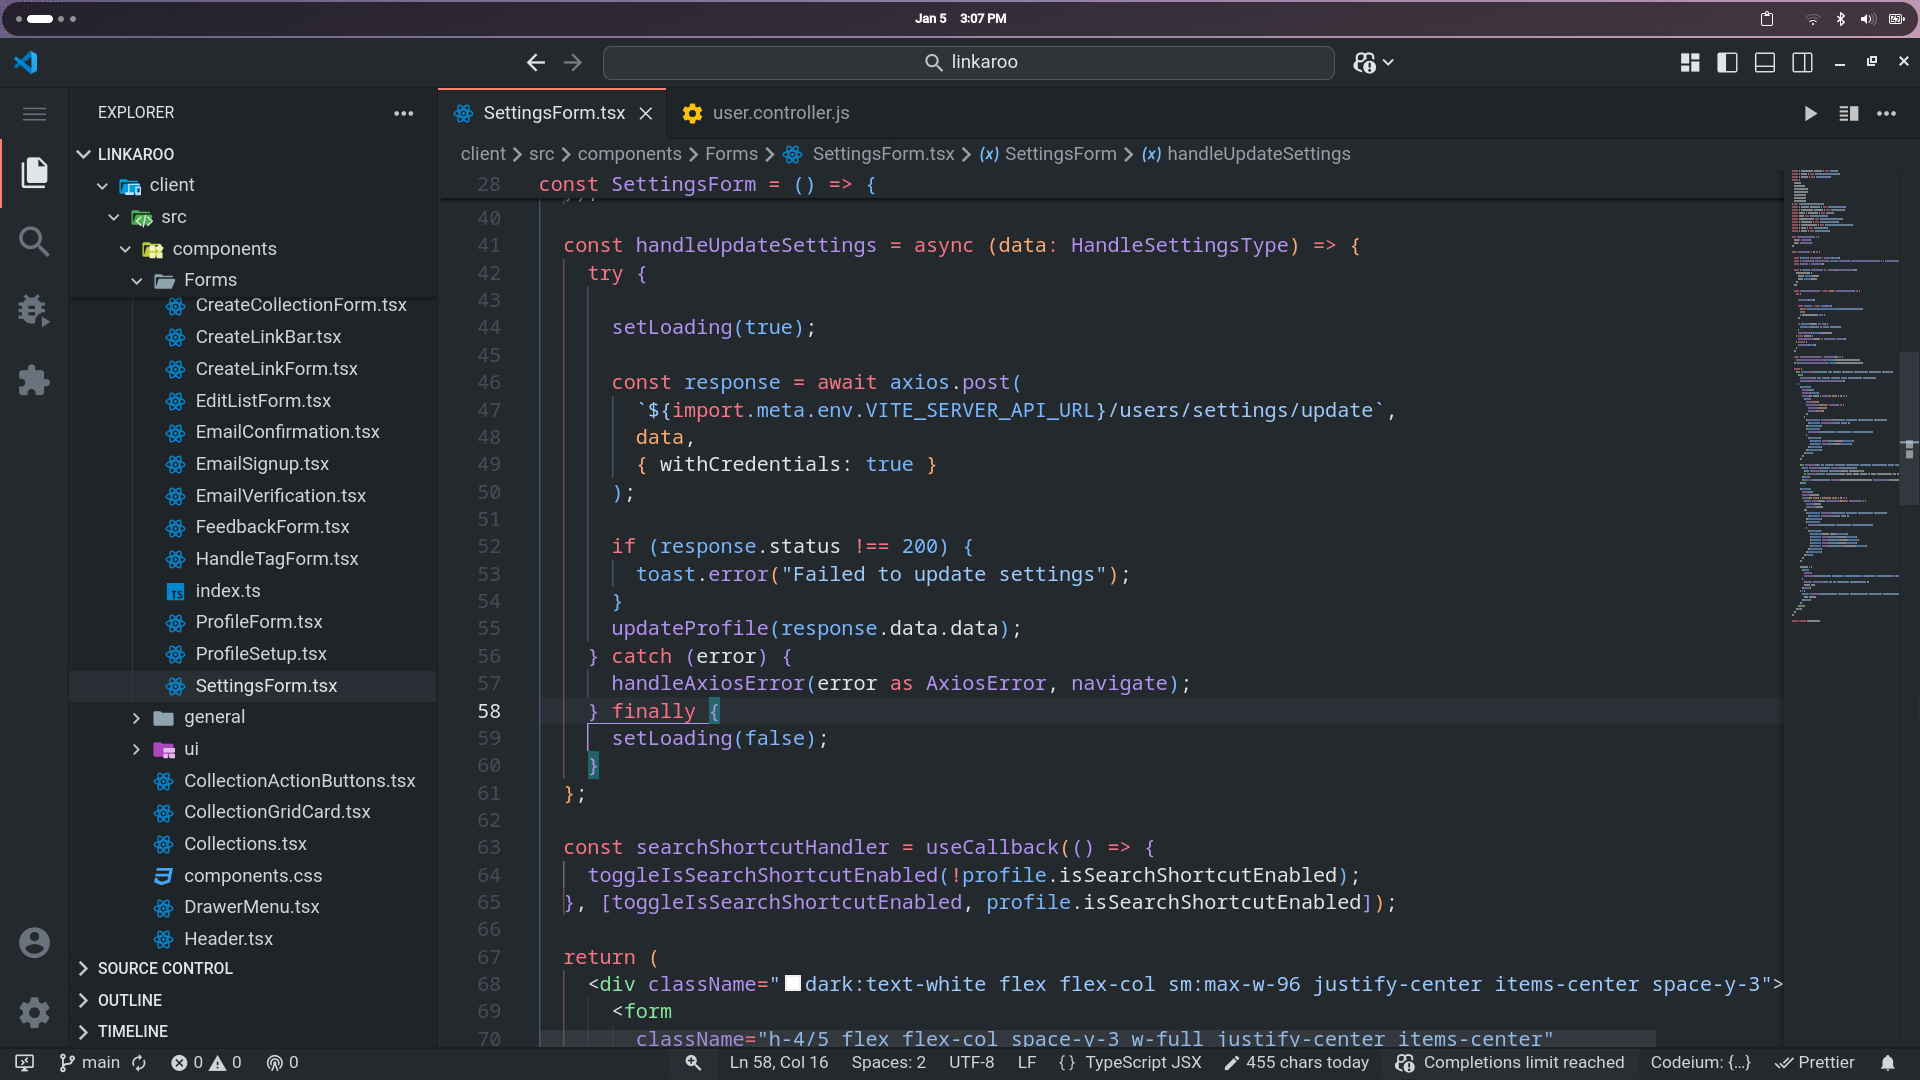 Jan 5 3:07 PM
linkaroo
EXPLORER
LINKAROO
client
src
components
Forms
CreateCollectionForm.tsx
CreateLinkBar.tsx
CreateLinkForm.tsx
EditListForm.tsx
EmailConfirmation.tsx
EmailSignup.tsx
EmailVerification.tsx
FeedbackForm.tsx
HandleTagForm.tsx
TS index.ts
ProfileForm.tsx
ProfileSetup.tsx
SettingsForm.tsx
general
ui
CollectionActionButtons.tsx
CollectionGridCard.tsx
Collections.tsx
components.css
DrawerMenu.tsx
Header.tsx
SOURCE CONTROL
OUTLINE
TIMELINE
SettingsForm.tsx user.controller.js
client > src > components > Forms > SettingsForm.tsx > (x) SettingsForm > (x) handleUpdateSettings
28 const SettingsForm = () => {
40
41 const handleUpdateSettings = async (data: HandleSettingsType) => {
42 try {
43
44 setLoading(true);
45
46 const response = await axios.post(
47 `${import.meta.env.VITE_SERVER_API_URL}/users/settings/update`,
48 data,
49 { withCredentials: true }
50 );
51
52 if (response.status !== 200) {
53 toast.error("Failed to update settings");
54 }
55 updateProfile(response.data.data);
56 } catch (error) {
57 handleAxiosError(error as AxiosError, navigate);
58 } finally {
59 setLoading(false);
60 }
61 };
62
63 const searchShortcutHandler = useCallback(() => {
64 toggleIsSearchShortcutEnabled(!profile.isSearchShortcutEnabled);
65 }, [toggleIsSearchShortcutEnabled, profile.isSearchShortcutEnabled]);
66
67 return (
68 <div className="dark:text-white flex flex-col sm:max-w-96 justify-center items-center space-y-3">
69 <form
70 className="h-4/5 flex flex-col space-y-3 w-full justify-center items-center"
main 0 0 0 Ln 58, Col 16 Spaces: 2 UTF-8 LF {} TypeScript JSX 455 chars today Completions limit reached Codeium: {...} Prettier